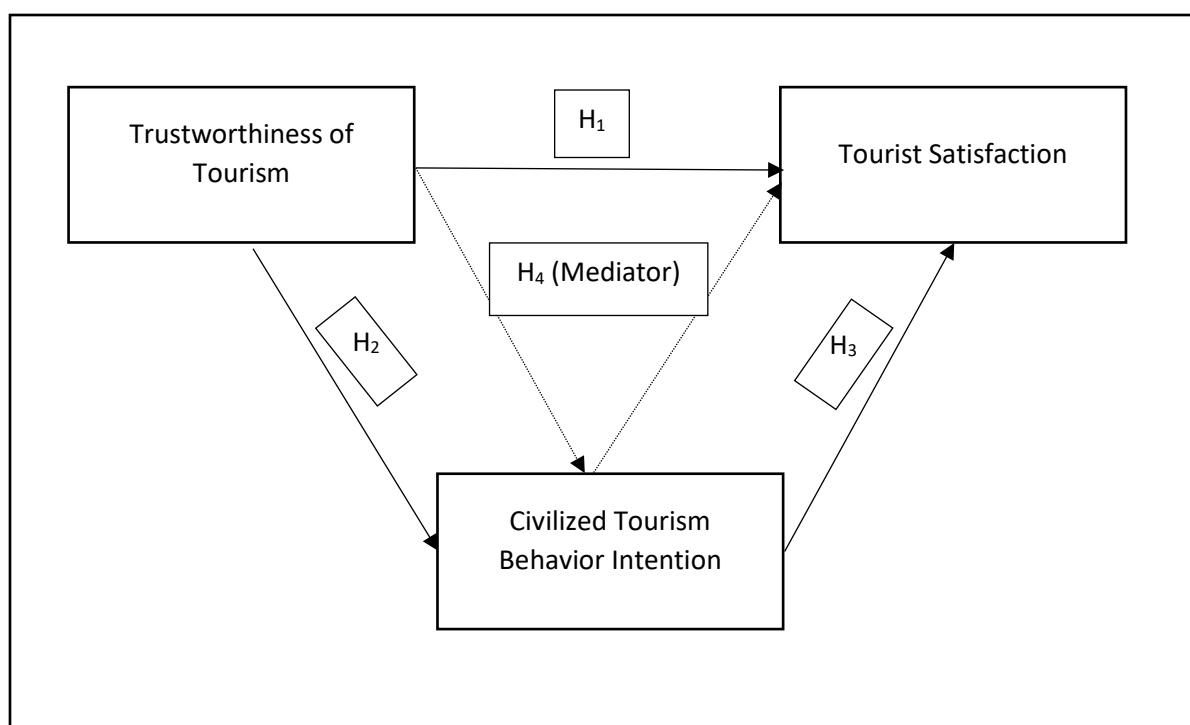 Trustworthiness of
Tourism
H₁
Tourist Satisfaction
H₄ (Mediator)
H₂
H₃
Civilized Tourism
Behavior Intention